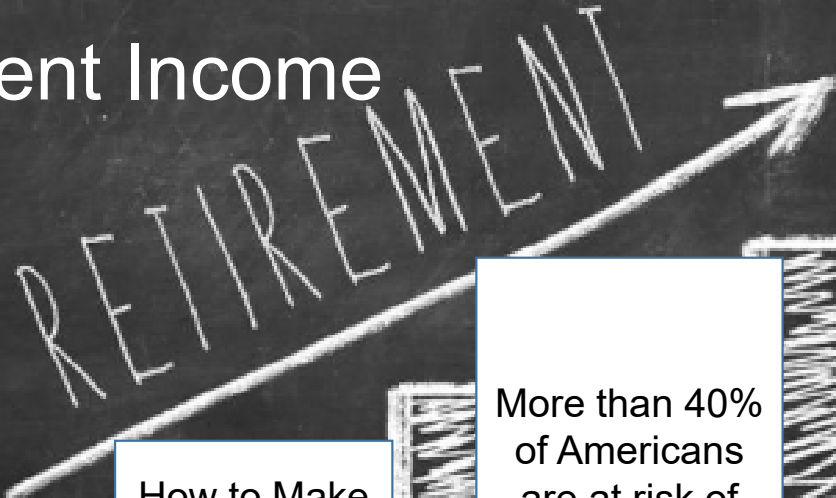 ent Income
RETIREMENT
How to Make
More than 40%
of Americans
are at risk of